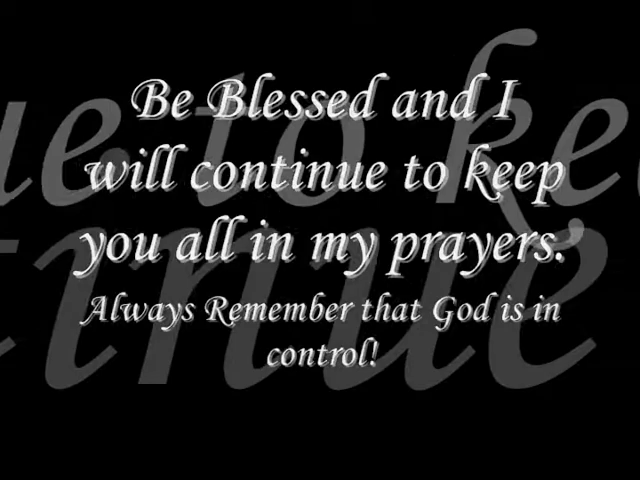 Be Blessed and I
will continue to keep
you all in my prayers.
Always Remember that God is in
control!